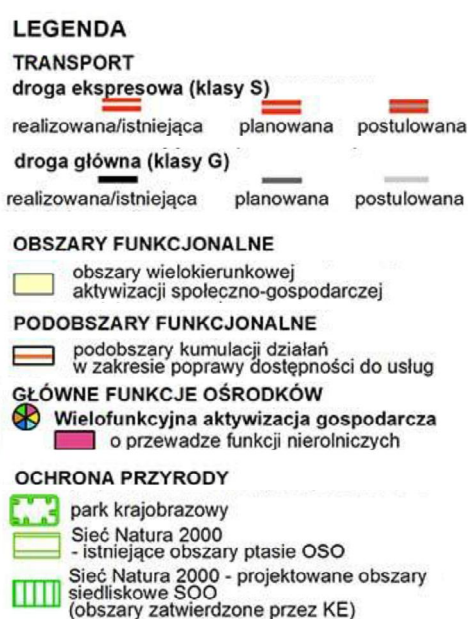 LEGENDA
TRANSPORT
droga ekspresowa (klasy S)
realizowana/istniejąca planowana postulowana
droga główna (klasy G)
realizowana/istniejąca planowana postulowana
OBSZARY FUNKCJONALNE
obszary wielokierunkowej
aktywizacji społeczno-gospodarczej
PODOBSZARY FUNKCJONALNE
podobszary kumulacji działań
w zakresie poprawy dostępności do usług
GŁÓWNE FUNKCJE OŚRODKÓW
Wielofunkcyjna aktywizacja gospodarcza
o przewadze funkcji nierolniczych
OCHRONA PRZYRODY
park krajobrazowy
Sieć Natura 2000
- istniejące obszary ptasie OSO
Sieć Natura 2000 - projektowane obszary
siedliskowe SOO
(obszary zatwierdzone przez KE)